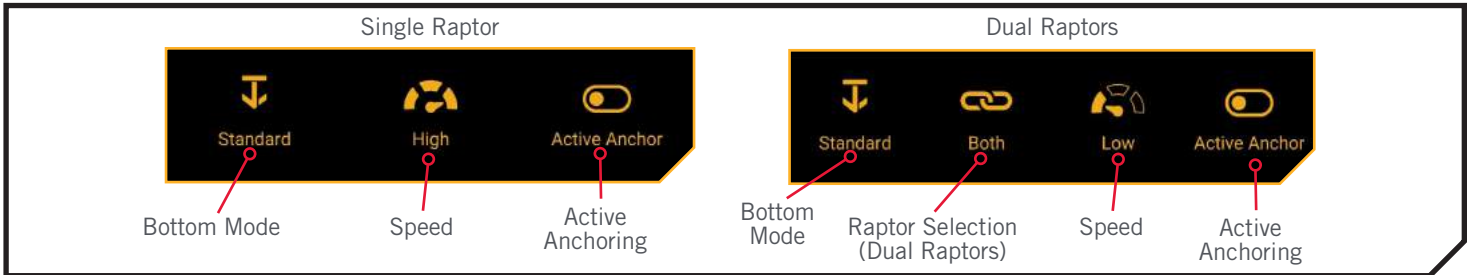 Single Raptor
Standard
High
Active Anchor
Bottom Mode
Speed
Active
Anchoring
Dual Raptors
Standard
Both
Low
Active Anchor
Bottom
Mode
Raptor Selection
(Dual Raptors)
Speed
Active
Anchoring